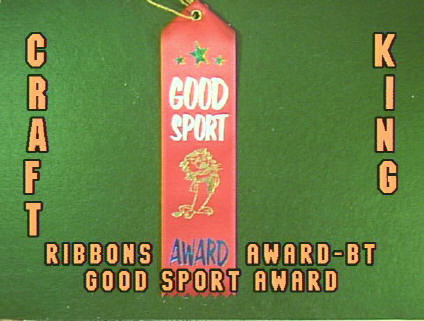 CRAFT
KING
GOOD
SPORT
AWARD
RIBBONS AWARD-BT
GOOD SPORT AWARD